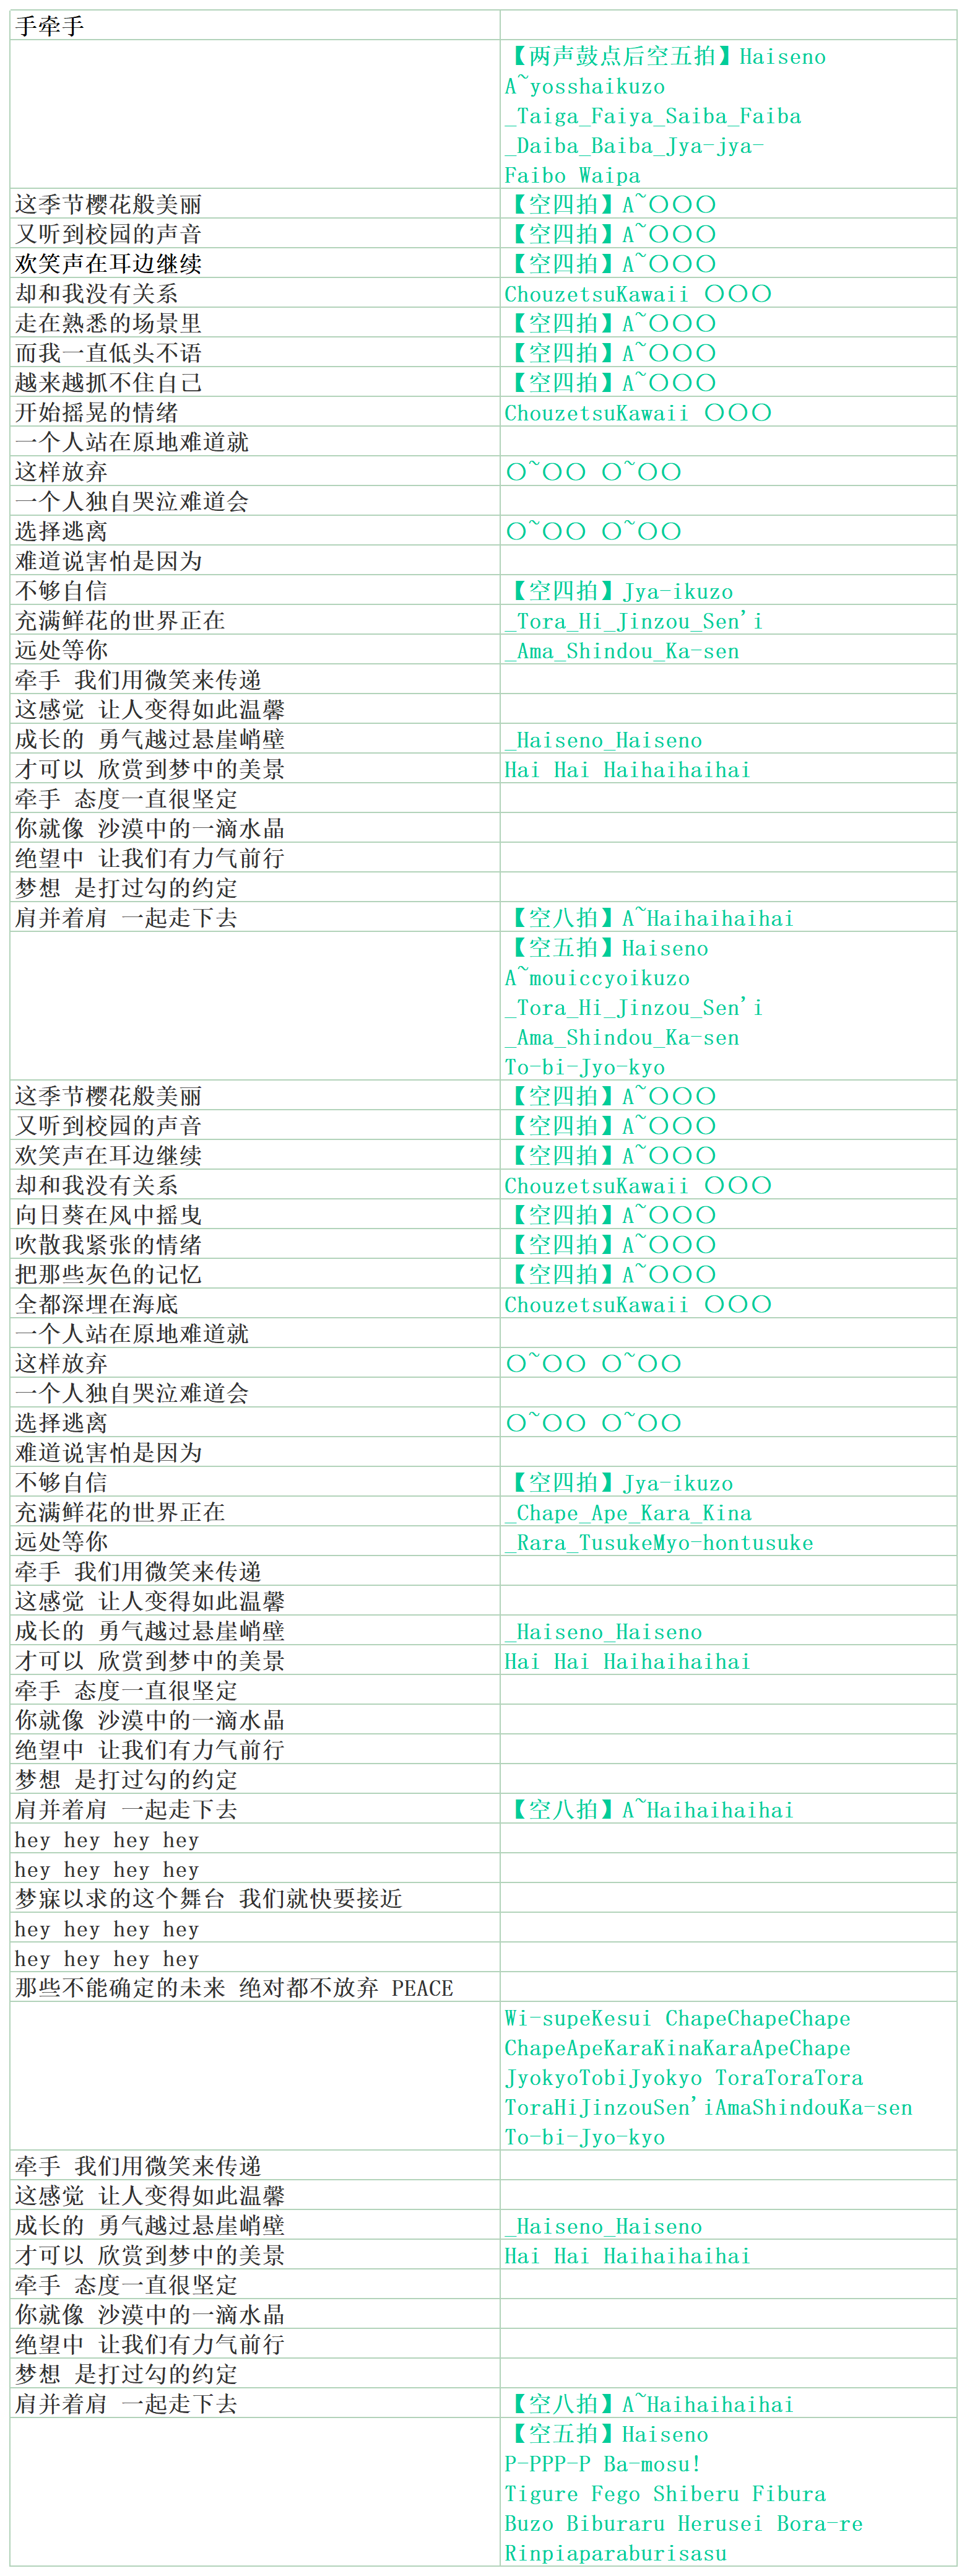 手牵手
【两声鼓点后空五拍】Haiseno
A~yosshaikuzo
_Taiga_Faiya_Saiba_Faiba
_Daiba_Baiba_Jya-jya-
Faibo Waipa
这季节樱花般美丽 【空四拍】A~〇〇〇
又听到校园的声音 【空四拍】A~〇〇〇
欢笑声在耳边继续 【空四拍】A~〇〇〇
却和我没有关系 ChouzetsuKawaii 〇〇〇
走在熟悉的场景里 【空四拍】A~〇〇〇
而我一直低头不语 【空四拍】A~〇〇〇
越来越抓不住自己 【空四拍】A~〇〇〇
开始摇晃的情绪 ChouzetsuKawaii 〇〇〇
一个人站在原地难道就
这样放弃 〇~〇〇 〇~〇〇
一个人独自哭泣难道会
选择逃离 〇~〇〇 〇~〇〇
难道说害怕是因为
不够自信 【空四拍】Jya-ikuzo
充满鲜花的世界正在 _Tora_Hi_Jinzou_Sen'i
远处等你 _Ama_Shindou_Ka-sen
牵手 我们用微笑来传递
这感觉 让人变得如此温馨
成长的 勇气越过悬崖峭壁 _Haiseno_Haiseno
才可以 欣赏到梦中的美景 Hai Hai Haihaihaihai
牵手 态度一直很坚定
你就像 沙漠中的一滴水晶
绝望中 让我们有力气前行
梦想 是打过勾的约定
肩并着肩 一起走下去 【空八拍】A~Haihaihaihai
【空五拍】Haiseno
A~mouiccyoikuzo
_Tora_Hi_Jinzou_Sen'i
_Ama_Shindou_Ka-sen
To-bi-Jyo-kyo
这季节樱花般美丽 【空四拍】A~〇〇〇
又听到校园的声音 【空四拍】A~〇〇〇
欢笑声在耳边继续 【空四拍】A~〇〇〇
却和我没有关系 ChouzetsuKawaii 〇〇〇
向日葵在风中摇曳 【空四拍】A~〇〇〇
吹散我紧张的情绪 【空四拍】A~〇〇〇
把那些灰色的记忆 【空四拍】A~〇〇〇
全都深埋在海底 ChouzetsuKawaii 〇〇〇
一个人站在原地难道就
这样放弃 〇~〇〇 〇~〇〇
一个人独自哭泣难道会
选择逃离 〇~〇〇 〇~〇〇
难道说害怕是因为
不够自信 【空四拍】Jya-ikuzo
充满鲜花的世界正在 _Chape_Ape_Kara_Kina
远处等你 _Rara_TusukeMyo-hontusuke
牵手 我们用微笑来传递
这感觉 让人变得如此温馨
成长的 勇气越过悬崖峭壁 _Haiseno_Haiseno
才可以 欣赏到梦中的美景 Hai Hai Haihaihaihai
牵手 态度一直很坚定
你就像 沙漠中的一滴水晶
绝望中 让我们有力气前行
梦想 是打过勾的约定
肩并着肩 一起走下去 【空八拍】A~Haihaihaihai
hey hey hey hey
hey hey hey hey
梦寐以求的这个舞台 我们就快要接近
hey hey hey hey
hey hey hey hey
那些不能确定的未来 绝对都不放弃 PEACE
Wi-supeKesui ChapeChapeChape
ChapeApeKaraKinaKaraApeChape
JyokyoTobiJyokyo ToraToraTora
ToraHiJinzouSen'iAmaShindouKa-sen
To-bi-Jyo-kyo
牵手 我们用微笑来传递
这感觉 让人变得如此温馨
成长的 勇气越过悬崖峭壁 _Haiseno_Haiseno
才可以 欣赏到梦中的美景 Hai Hai Haihaihaihai
牵手 态度一直很坚定
你就像 沙漠中的一滴水晶
绝望中 让我们有力气前行
梦想 是打过勾的约定
肩并着肩 一起走下去 【空八拍】A~Haihaihaihai
【空五拍】Haiseno
P-PPP-P Ba-mosu!
Tigure Fego Shiberu Fibura
Buzo Biburaru Herusei Bora-re
Rinpiaparaburisasu